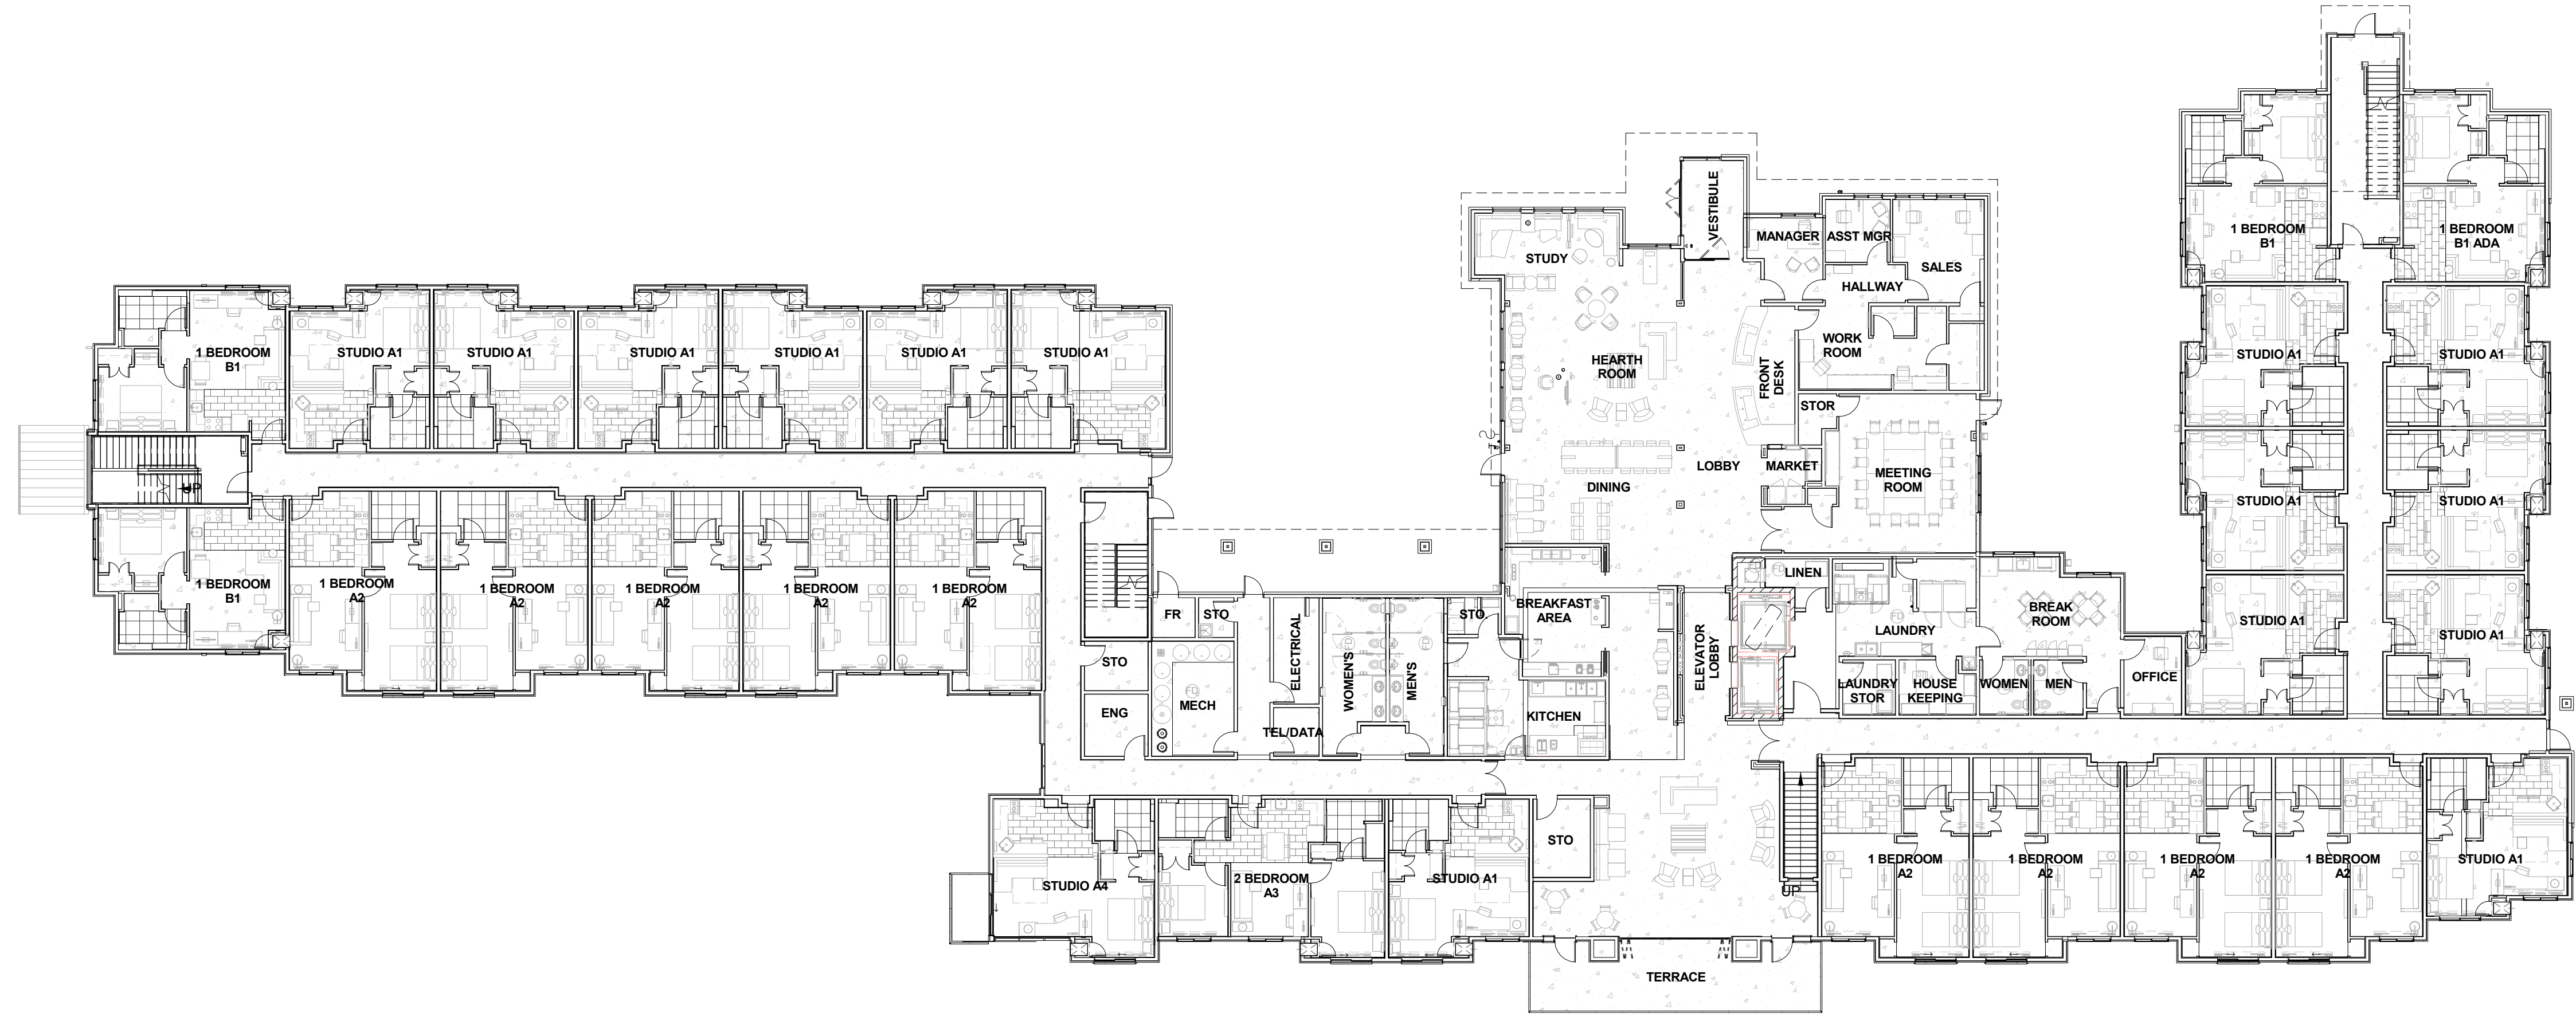 VESTIBULE
MANAGER
ASST MGR
STUDY
SALES
HALLWAY
1 BEDROOM
B1
1 BEDROOM
B1 ADA
1 BEDROOM
B1
STUDIO A1
STUDIO A1
STUDIO A1
STUDIO A1
STUDIO A1
STUDIO A1
HEARTH
ROOM
FRONT
DESK
WORK
ROOM
STUDIO A1
STUDIO A1
STOR
LOBBY
MARKET
MEETING
ROOM
DINING
UP
STUDIO A1
STUDIO A1
1 BEDROOM
B1
1 BEDROOM
A2
1 BEDROOM
A2
1 BEDROOM
A2
1 BEDROOM
A2
1 BEDROOM
A2
LINEN
FR
STO
STO
BREAKFAST
AREA
BREAK
ROOM
STUDIO A1
STUDIO A1
LAUNDRY
ELECTRICAL
WOMEN'S
MEN'S
ELEVATOR
LOBBY
STO
FD
FD
FD
OFFICE
LAUNDRY
STOR
HOUSE
KEEPING
WOMEN
MEN
ENG
MECH
TEL/DATA
KITCHEN
STO
STUDIO A4
2 BEDROOM
A3
STUDIO A1
UP
1 BEDROOM
A2
1 BEDROOM
A2
1 BEDROOM
A2
1 BEDROOM
A2
STUDIO A1
TERRACE